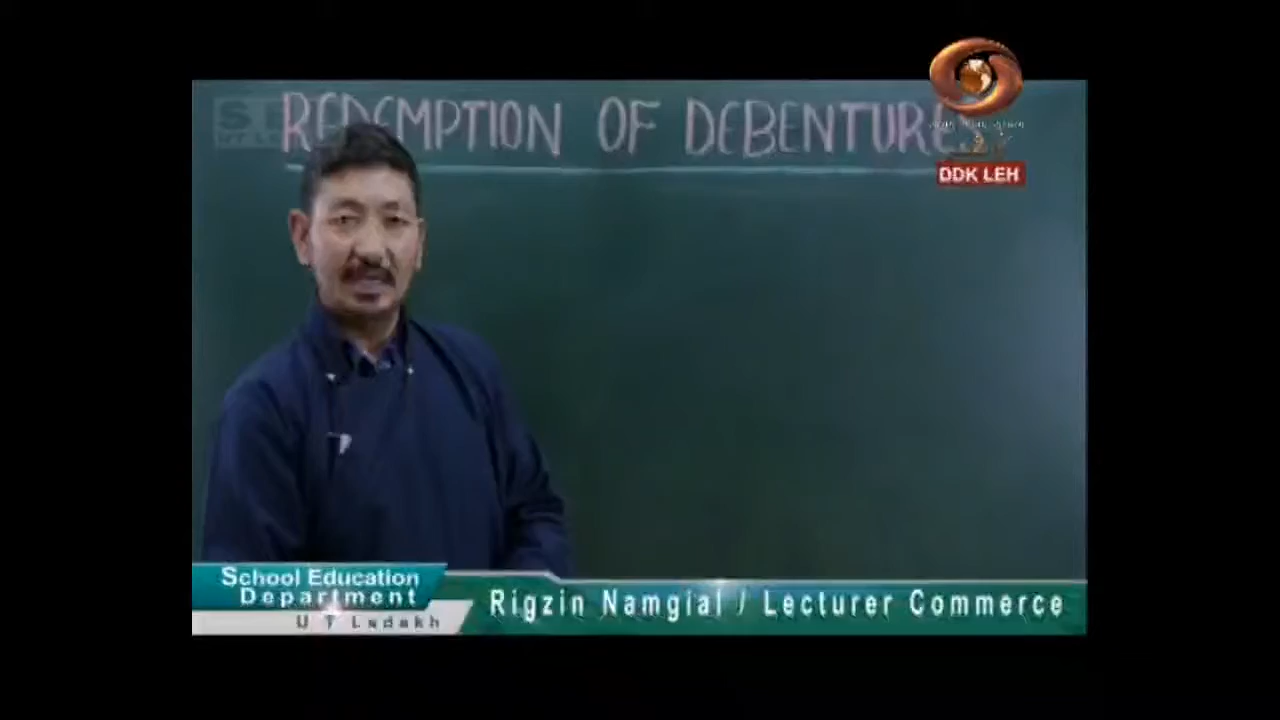 REDEMPTION OF DEBENTURES
DDK LEH
School Education
Department
U T Ladakh
Rigzin Namgial / Lecturer Commerce